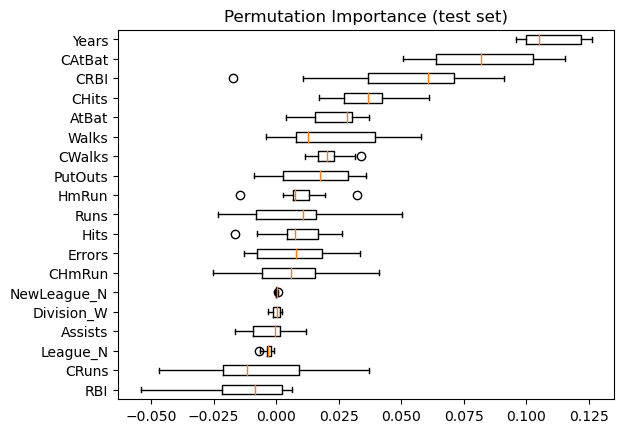 Permutation Importance (test set)
Years
CAtBat
CRBI
CHits
AtBat
Walks
CWalks
PutOuts
HmRun
Runs
Hits
Errors
CHmRun
NewLeague_N
Division_W
Assists
League_N
CRuns
RBI
−0.050 −0.025 0.000 0.025 0.050 0.075 0.100 0.125